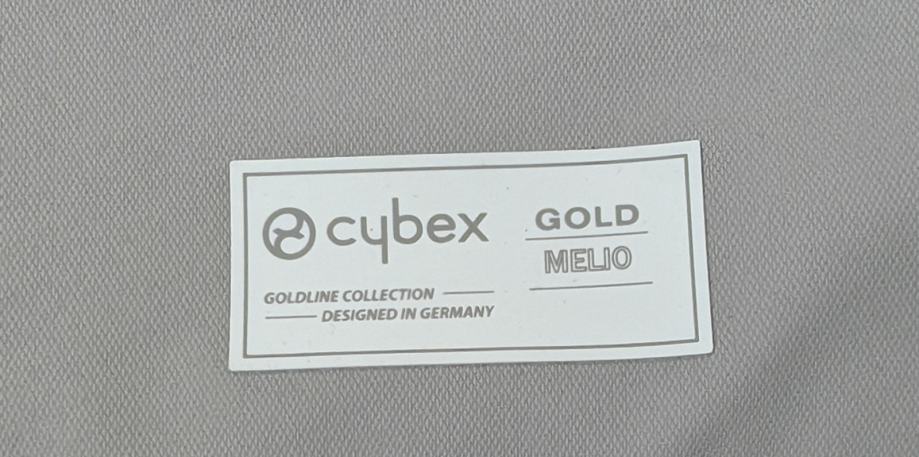 cybex
GOLDLINE COLLECTION
DESIGNED IN GERMANY
GOLD
MELIO